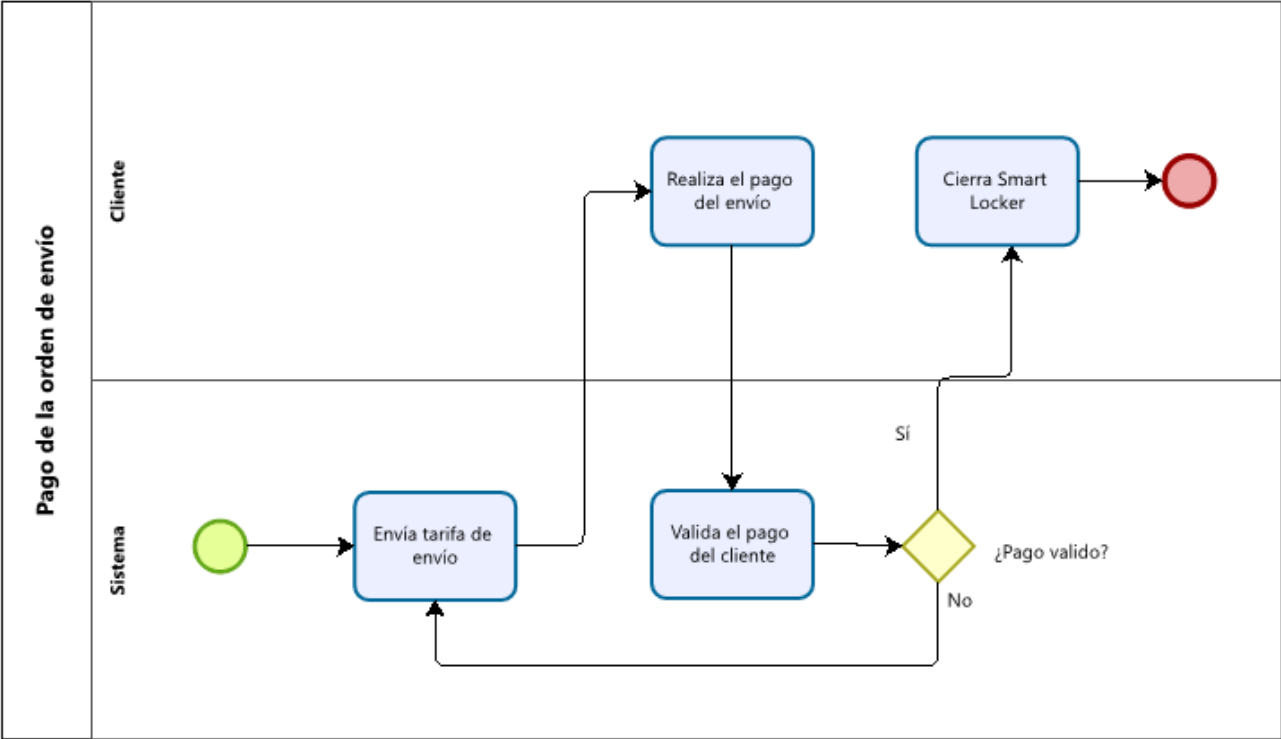 Pago de la orden de envío
Cliente
Realiza el pago
del envío
Cierra Smart
Locker
Sistema
Envía tarifa de
envío
Valida el pago
del cliente
Sí
¿Pago valido?
No